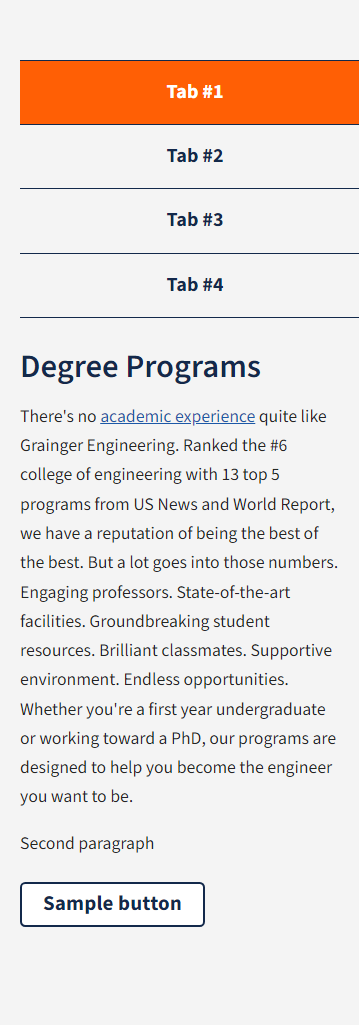 Tab #1
Tab #2
Tab #3
Tab #4
Degree Programs
There's no academic experience quite like
Grainger Engineering. Ranked the #6
college of engineering with 13 top 5
programs from US News and World Report,
we have a reputation of being the best of
the best. But a lot goes into those numbers.
Engaging professors. State-of-the-art
facilities. Groundbreaking student
resources. Brilliant classmates. Supportive
environment. Endless opportunities.
Whether you're a first year undergraduate
or working toward a PhD, our programs are
designed to help you become the engineer
you want to be.
Second paragraph
Sample button